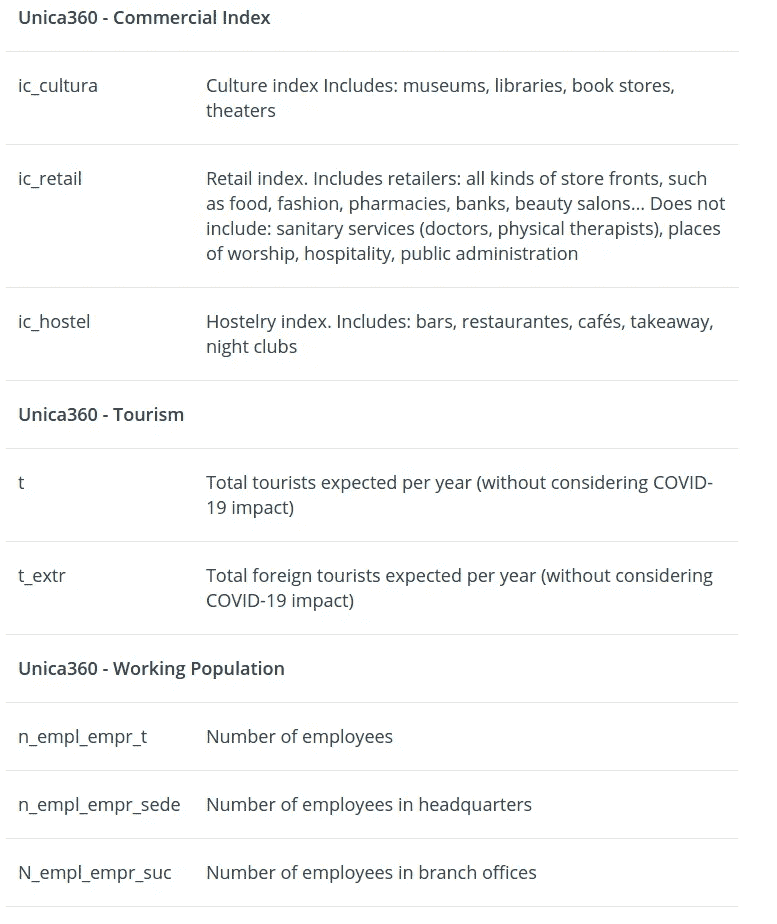 Unica360 - Commercial Index
ic_cultura
Culture index Includes: museums, libraries, book stores,
theaters
ic_retail
Retail index. Includes retailers: all kinds of store fronts, such
as food, fashion, pharmacies, banks, beauty salons... Does not
include: sanitary services (doctors, physical therapists), places
of worship, hospitality, public administration
ic_hostel
Hostelry index. Includes: bars, restaurantes, cafés, takeaway,
night clubs
Unica360 - Tourism
t
Total tourists expected per year (without considering COVID-
19 impact)
t_extr
Total foreign tourists expected per year (without considering
COVID-19 impact)
Unica360 - Working Population
n_empl_empr_t
Number of employees
n_empl_empr_sede
Number of employees in headquarters
N_empl_empr_suc
Number of employees in branch offices